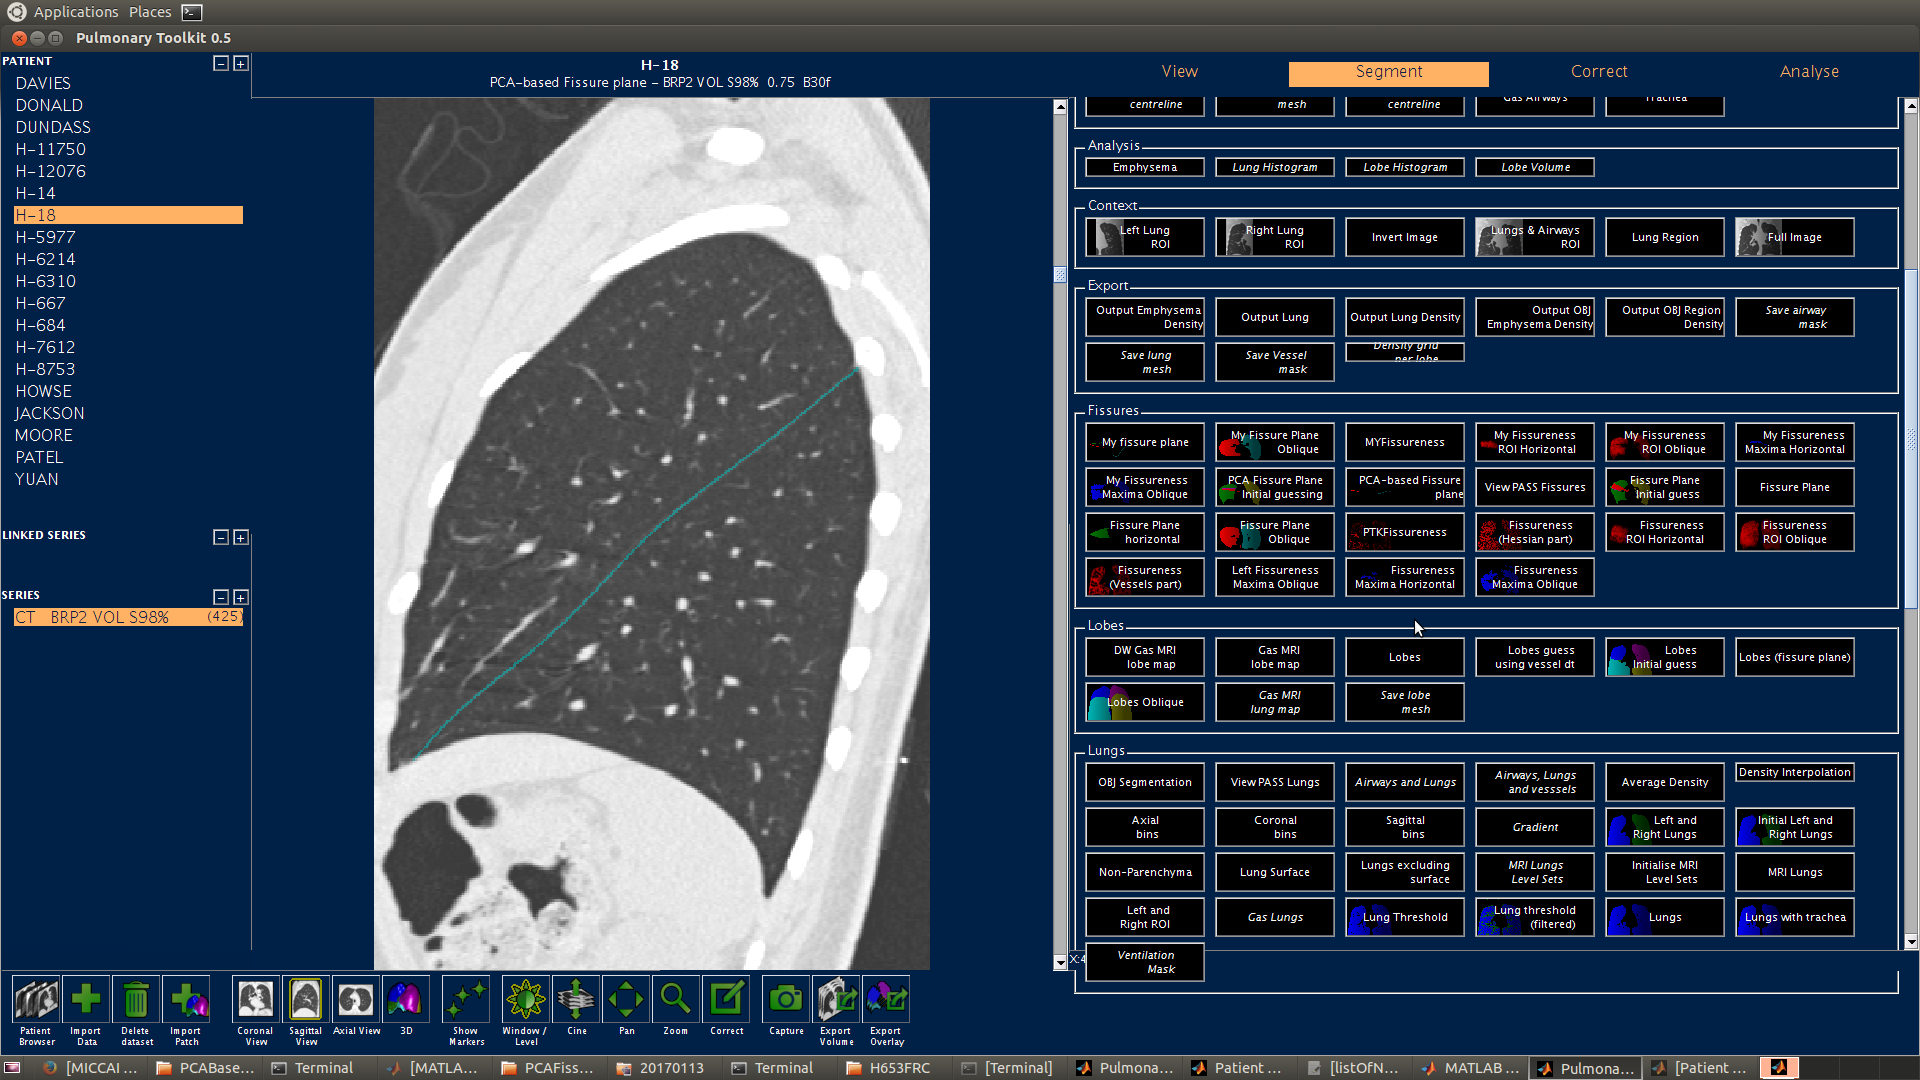 Applications Places
Pulmonary Toolkit 0.5
PATIENT
DAVIES
DONALD
DUNDASS
H-11750
H-12076
H-14
H-18
H-5977
H-6214
H-6310
H-667
H-684
H-7612
H-8753
HOWSE
JACKSON
MOORE
PATEL
YUAN
LINKED SERIES
SERIES
CT BRP2 VOL S98% (425)
H-18
PCA-based Fissure plane – BRP2 VOL S98% 0.75 B30f
View Segment Correct Analyse
centreline mesh centreline Gas Airways Trachea
Analysis
Emphysema Lung Histogram Lobe Histogram Lobe Volume
Context
Left Lung ROI
Right Lung ROI
Invert Image
Lungs & Airways ROI
Lung Region
Full Image
Export
Output Emphysema Density
Output Lung
Output Lung Density
Output OBJ Emphysema Density
Output OBJ Region Density
Save airway mask
Save lung mesh
Save Vessel mask
Density grid per lobe
Fissures
My fissure plane
My Fissure Plane Oblique
MYFissureness
My Fissureness ROI Horizontal
My Fissureness ROI Oblique
My Fissureness Maxima Horizontal
My Fissureness Maxima Oblique
PCA Fissure Plane Initial guessing
PCA-based Fissure plane
View PASS Fissures
Fissure Plane Initial guess
Fissure Plane
Fissure Plane horizontal
Fissure Plane Oblique
PTKFissureness
Fissureness (Hessian part)
Fissureness ROI Horizontal
Fissureness ROI Oblique
Fissureness (Vessels part)
Left Fissureness Maxima Oblique
Fissureness Maxima Horizontal
Fissureness Maxima Oblique
Lobes
DW Gas MRI lobe map
Gas MRI lobe map
Lobes
Lobes guess using vessel dt
Lobes Initial guess
Lobes (fissure plane)
Lobes Oblique
Gas MRI lung map
Save lobe mesh
Lungs
OBJ Segmentation
View PASS Lungs
Airways and Lungs
Airways, Lungs and vesssels
Average Density
Density Interpolation
Axial bins
Coronal bins
Sagittal bins
Gradient
Left and Right Lungs
Initial Left and Right Lungs
Non-Parenchyma
Lung Surface
Lungs excluding surface
MRI Lungs Level Sets
Initialise MRI Level Sets
MRI Lungs
Left and Right ROI
Gas Lungs
Lung Threshold
Lung threshold (filtered)
Lungs
Lungs with trachea
Ventilation Mask
X:4
Patient Browser
Import Data
Delete dataset
Import Patch
Coronal View
Sagittal View
Axial View
3D
Show Markers
Window / Level
Cine
Pan
Zoom
Correct
Capture
Export Volume
Export Overlay
[MICCAI ... PCABase... Terminal [MATLA... PCAFiss... 20170113 Terminal H653FRC [Terminal] Pulmona... Patient ... [listOfN... MATLAB ... Pulmona... [Patient ...